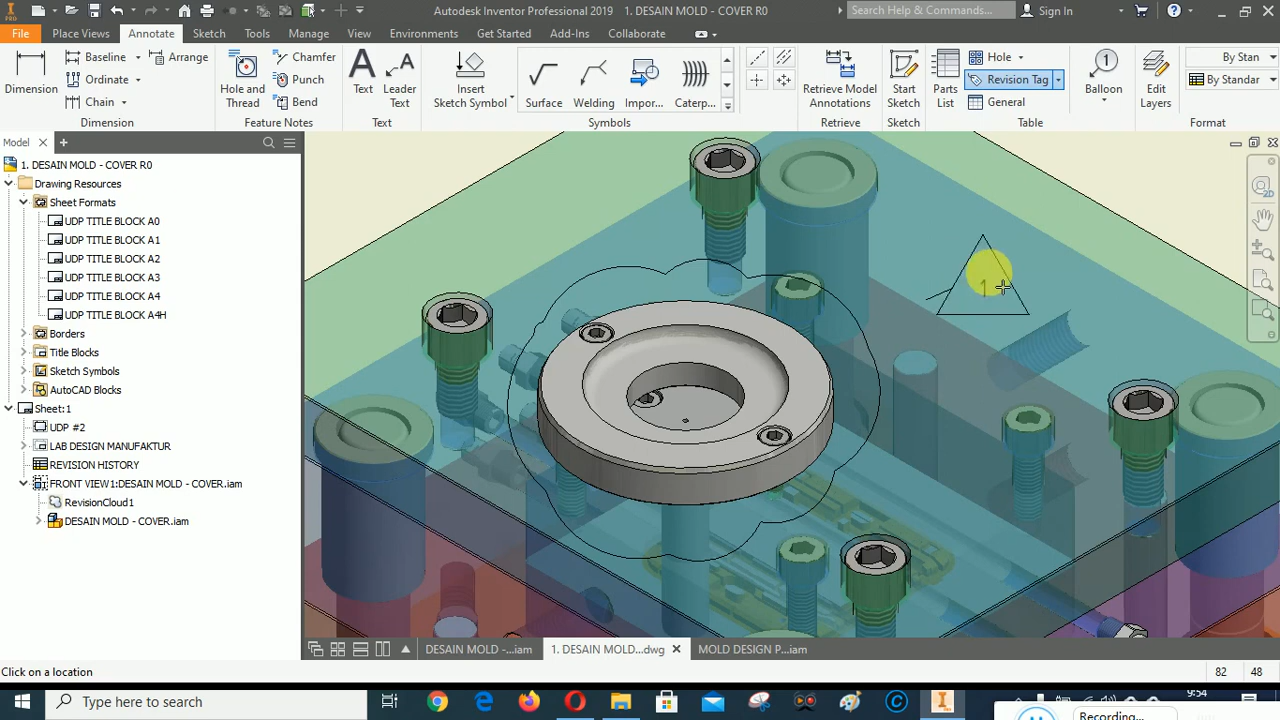 PRO
Autodesk Inventor Professional 2019 1. DESAIN MOLD - COVER R0
Search Help & Commands...
Sign In
File Place Views Annotate Sketch Tools Manage View Environments Get Started Add-Ins Collaborate
Dimension
Baseline
Ordinate
Chain
Arrange
Dimension
Hole and Thread
Chamfer
Punch
Bend
Feature Notes
Text
Leader Text
Text
Insert Sketch Symbol
Surface
Welding
Impor...
Caterp...
Symbols
Retrieve Model Annotations
Retrieve
Start Sketch
Sketch
Parts List
Hole
Revision Tag
General
Table
Balloon
Edit Layers
By Stan
By Standar
Format
Model
1. DESAIN MOLD - COVER R0
Drawing Resources
Sheet Formats
UDP TITLE BLOCK A0
UDP TITLE BLOCK A1
UDP TITLE BLOCK A2
UDP TITLE BLOCK A3
UDP TITLE BLOCK A4
UDP TITLE BLOCK A4H
Borders
Title Blocks
Sketch Symbols
AutoCAD Blocks
Sheet:1
UDP #2
LAB DESIGN MANUFAKTUR
REVISION HISTORY
FRONT VIEW1:DESAIN MOLD - COVER.iam
RevisionCloud1
DESAIN MOLD - COVER.iam
1
DESAIN MOLD -...iam
1. DESAIN MOLD...dwg
MOLD DESIGN P...iam
Click on a location
82 48
Type here to search
9:54
Recording...